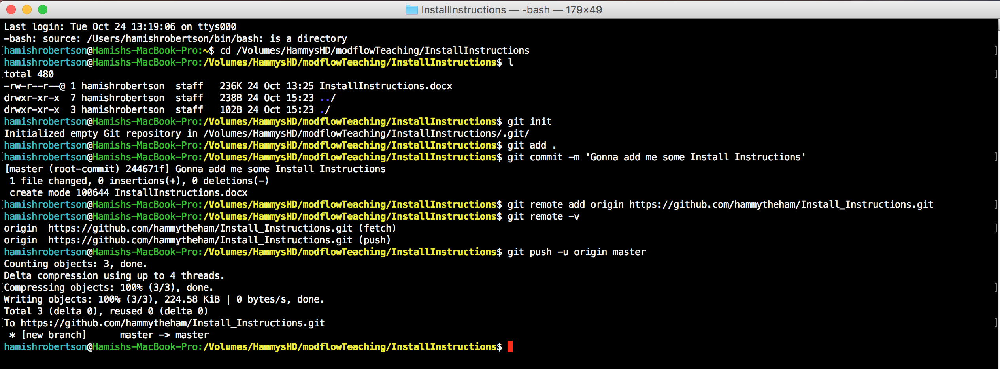 InstallInstructions — -bash — 179×49
Last login: Tue Oct 24 13:19:06 on ttys000
-bash: source: /Users/hamishrobertson/bin/bash: is a directory
[hamishrobertson@Hamishs-MacBook-Pro:~$ cd /Volumes/HammysHD/modflowTeaching/InstallInstructions ]
hamishrobertson@Hamishs-MacBook-Pro:/Volumes/HammysHD/modflowTeaching/InstallInstructions$ l
[total 480 ]
-rw-r--r--@ 1 hamishrobertson  staff   236K 24 Oct 13:25 InstallInstructions.docx
drwxr-xr-x  7 hamishrobertson  staff   238B 24 Oct 15:23 ../
drwxr-xr-x  3 hamishrobertson  staff   102B 24 Oct 15:23 ./
hamishrobertson@Hamishs-MacBook-Pro:/Volumes/HammysHD/modflowTeaching/InstallInstructions$ git init
Initialized empty Git repository in /Volumes/HammysHD/modflowTeaching/InstallInstructions/.git/
hamishrobertson@Hamishs-MacBook-Pro:/Volumes/HammysHD/modflowTeaching/InstallInstructions$ git add .
[hamishrobertson@Hamishs-MacBook-Pro:/Volumes/HammysHD/modflowTeaching/InstallInstructions$ git commit -m 'Gonna add me some Install Instructions' ]
[master (root-commit) 244671f] Gonna add me some Install Instructions
 1 file changed, 0 insertions(+), 0 deletions(-)
 create mode 100644 InstallInstructions.docx
[hamishrobertson@Hamishs-MacBook-Pro:/Volumes/HammysHD/modflowTeaching/InstallInstructions$ git remote add origin https://github.com/hammytheham/Install_Instructions.git ]
hamishrobertson@Hamishs-MacBook-Pro:/Volumes/HammysHD/modflowTeaching/InstallInstructions$ git remote -v
[origin  https://github.com/hammytheham/Install_Instructions.git (fetch) ]
origin  https://github.com/hammytheham/Install_Instructions.git (push)
hamishrobertson@Hamishs-MacBook-Pro:/Volumes/HammysHD/modflowTeaching/InstallInstructions$ git push -u origin master
Counting objects: 3, done.
Delta compression using up to 4 threads.
[Compressing objects: 100% (3/3), done. ]
Writing objects: 100% (3/3), 224.58 KiB | 0 bytes/s, done.
Total 3 (delta 0), reused 0 (delta 0)
[To https://github.com/hammytheham/Install_Instructions.git ]
 * [new branch]      master -> master
hamishrobertson@Hamishs-MacBook-Pro:/Volumes/HammysHD/modflowTeaching/InstallInstructions$